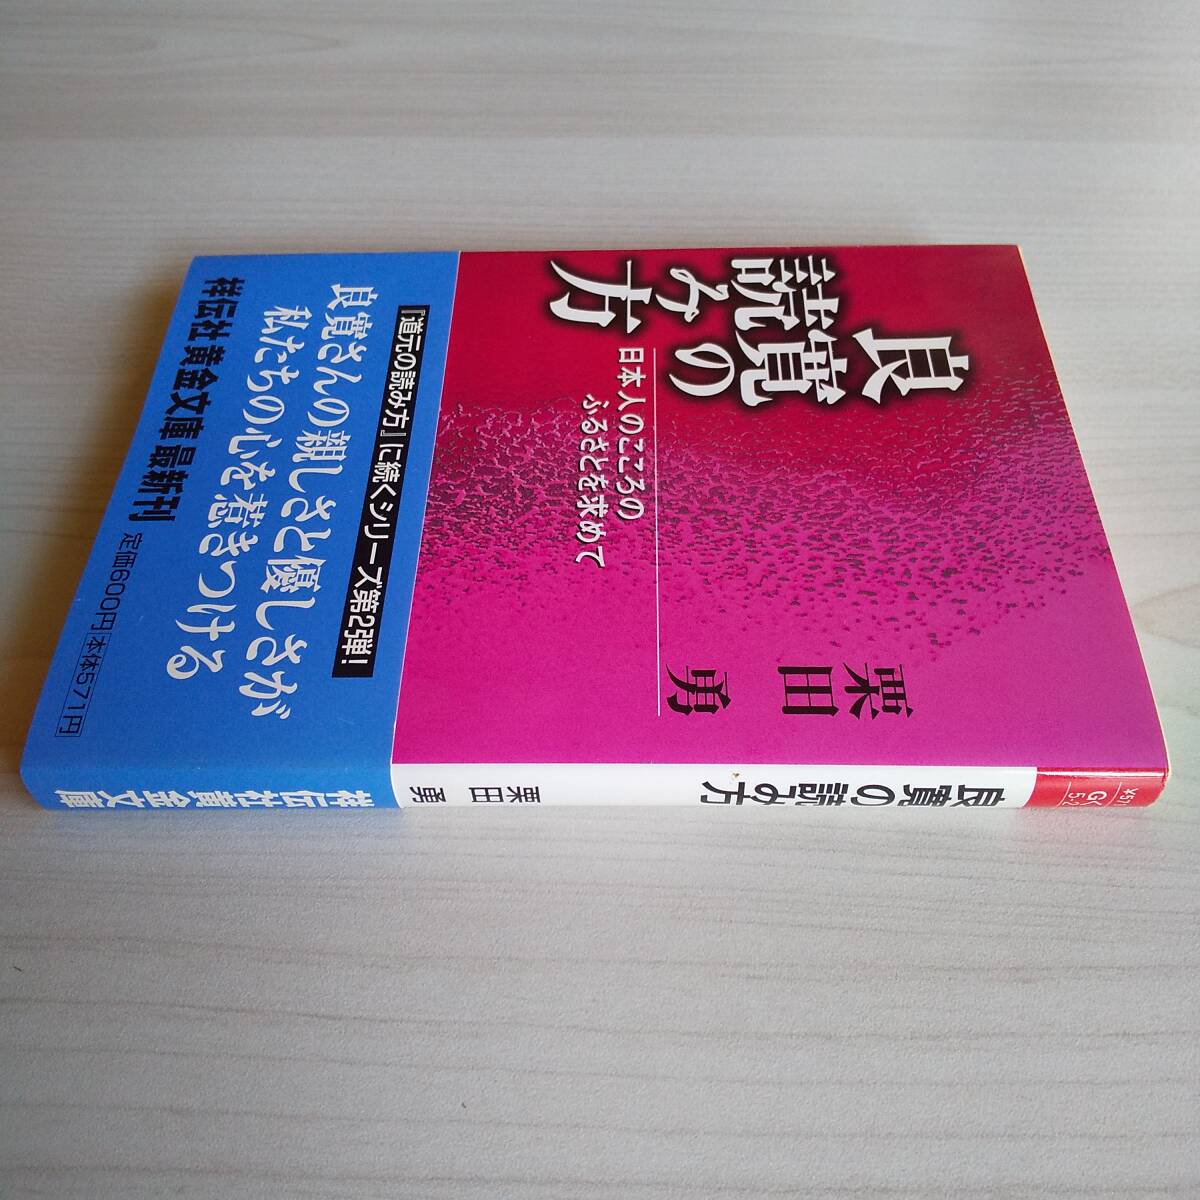 良寛の
読み方
日本人のこころの
ふるさとを求めて
栗田 勇
『道元の読み方』に続くシリーズ第2弾!
良寛さんの親しさと優しさが
私たちの心を惹きつける
祥伝社黄金文庫 最新刊
定価600円 本体571円
¥571
良寛の読み方
栗田 勇
祥伝社黄金文庫